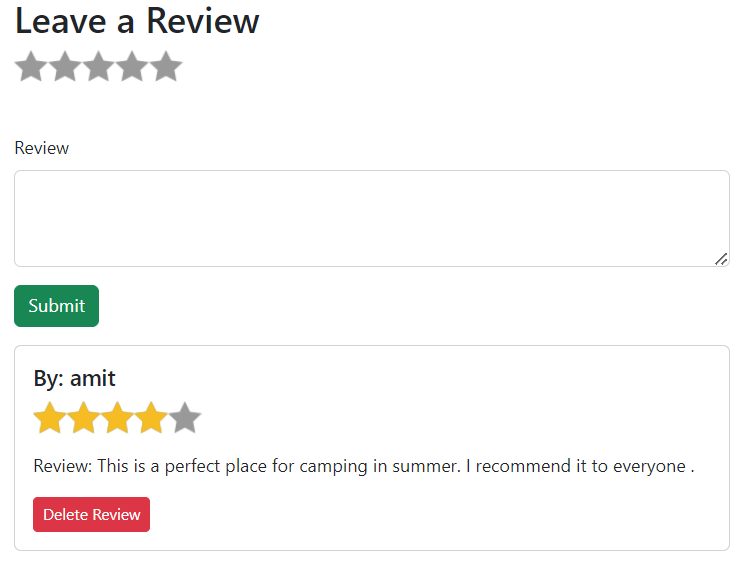 Leave a Review
Review
Submit
By: amit
Review: This is a perfect place for camping in summer. I recommend it to everyone .
Delete Review